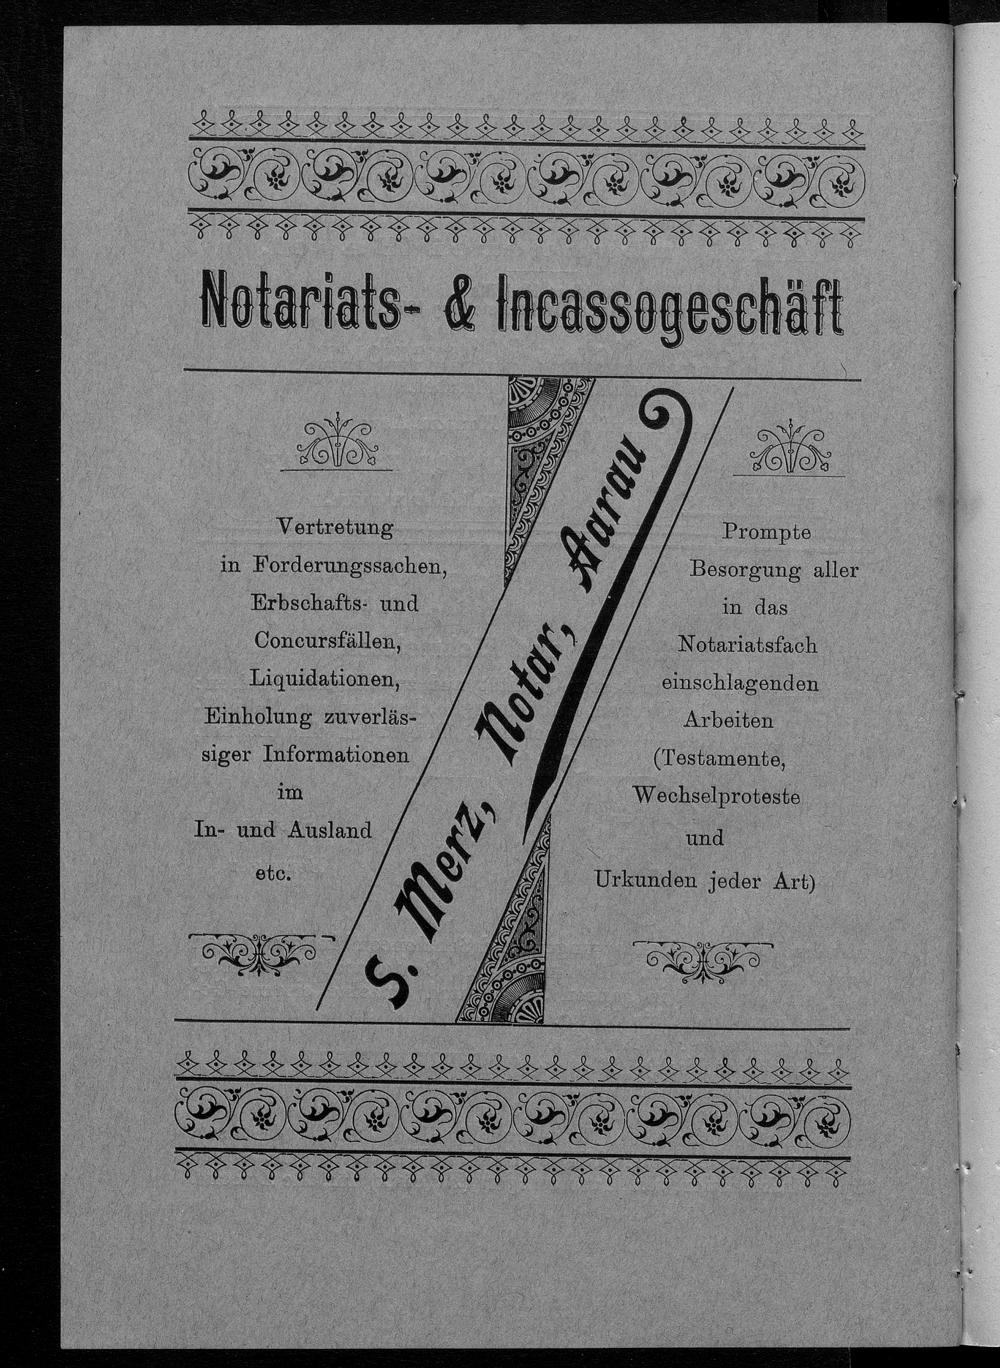 Notariats- & Incassogeschäft
Vertretung
in Forderungssachen,
Erbschafts- und
Concursfällen,
Liquidationen,
Einholung zuverläs-
siger Informationen
im
In- und Ausland
etc.
S. Merz, Notar, Aarau
Prompte
Besorgung aller
in das
Notariatsfach
einschlagenden
Arbeiten
(Testamente,
Wechselproteste
und
Urkunden jeder Art)